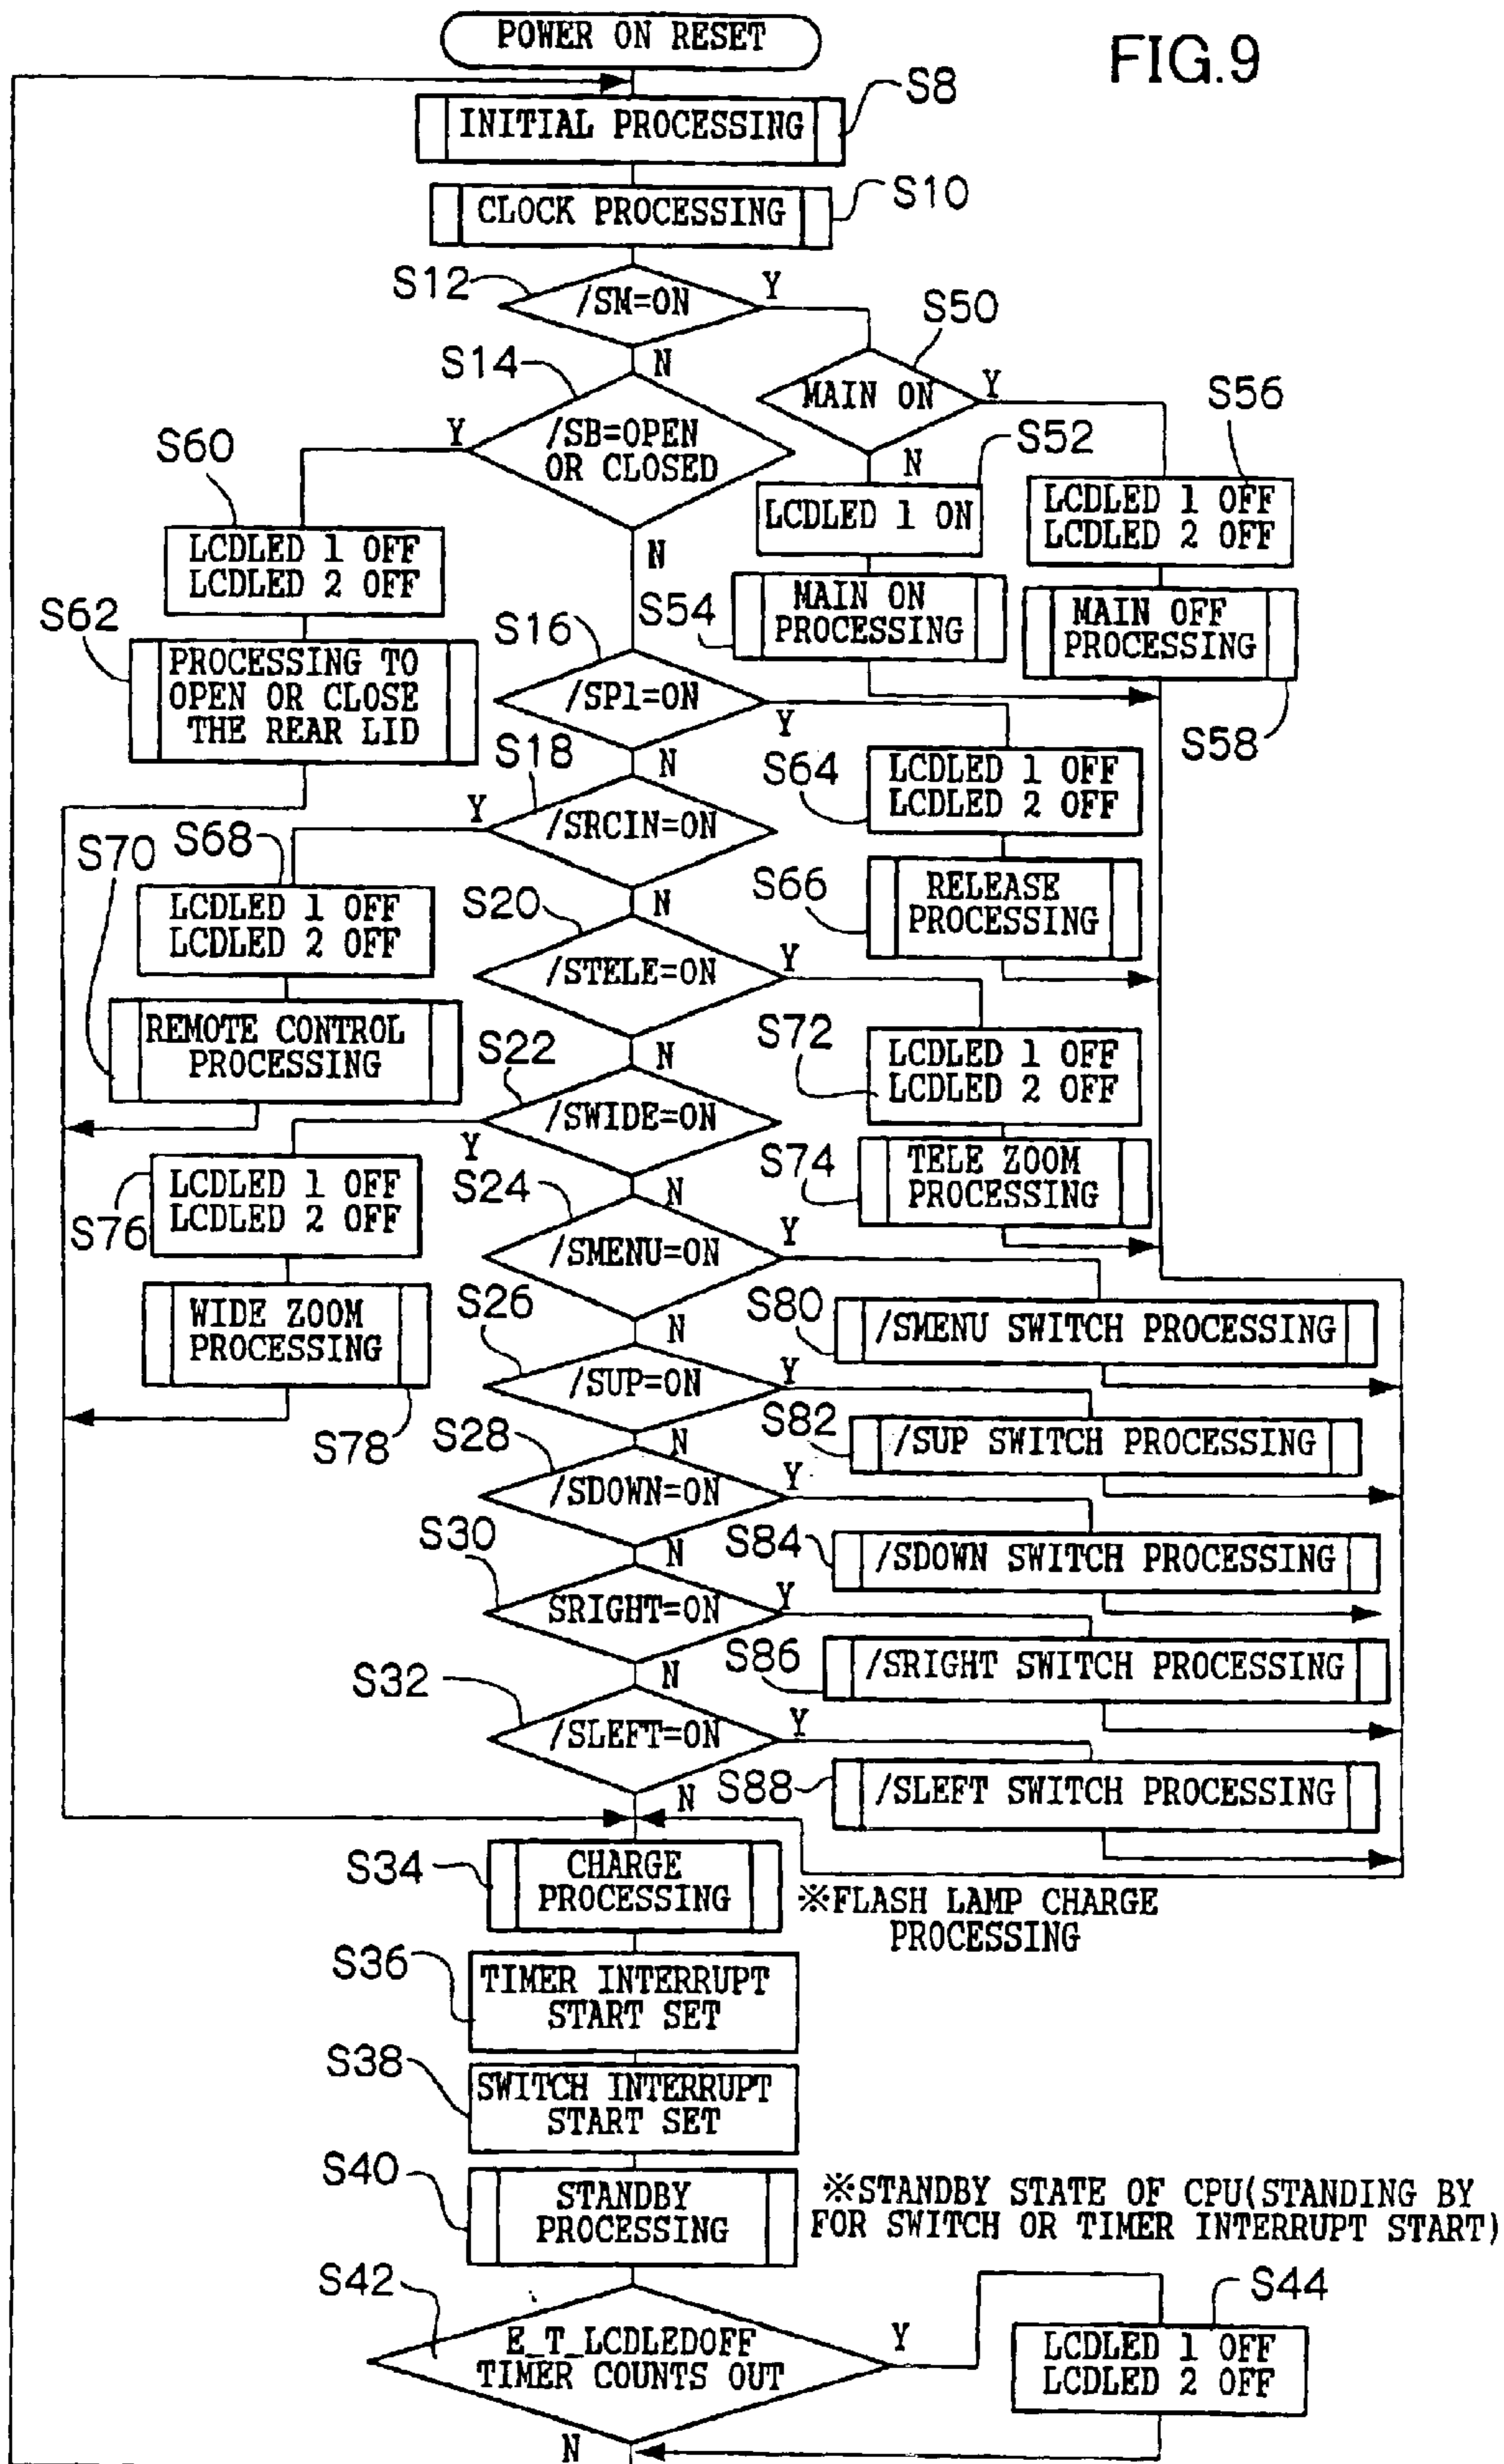 FIG.9
POWER ON RESET
S8
INITIAL PROCESSING
S10
CLOCK PROCESSING
S12
/SM=ON
Y
N
S50
MAIN ON
Y
N
S14
/SB=OPEN
OR CLOSED
Y
N
S52
LCDLED 1 ON
S56
LCDLED 1 OFF
LCDLED 2 OFF
S60
LCDLED 1 OFF
LCDLED 2 OFF
S54
MAIN ON
PROCESSING
MAIN OFF
PROCESSING
S58
S62
PROCESSING TO
OPEN OR CLOSE
THE REAR LID
S16
/SP1=ON
Y
N
S64
LCDLED 1 OFF
LCDLED 2 OFF
S18
/SRCIN=ON
Y
N
S66
RELEASE
PROCESSING
S70
S68
LCDLED 1 OFF
LCDLED 2 OFF
REMOTE CONTROL
PROCESSING
S20
/STELE=ON
Y
N
S72
LCDLED 1 OFF
LCDLED 2 OFF
S22
/SWIDE=ON
Y
N
S74
TELE ZOOM
PROCESSING
S76
LCDLED 1 OFF
LCDLED 2 OFF
WIDE ZOOM
PROCESSING
S78
S24
/SMENU=ON
Y
N
S80
/SMENU SWITCH PROCESSING
S26
/SUP=ON
Y
N
S82
/SUP SWITCH PROCESSING
S28
/SDOWN=ON
Y
N
S84
/SDOWN SWITCH PROCESSING
S30
SRIGHT=ON
Y
N
S86
/SRIGHT SWITCH PROCESSING
S32
/SLEFT=ON
Y
N
S88
/SLEFT SWITCH PROCESSING
S34
CHARGE
PROCESSING
※FLASH LAMP CHARGE
PROCESSING
S36
TIMER INTERRUPT
START SET
S38
SWITCH INTERRUPT
START SET
S40
STANDBY
PROCESSING
※STANDBY STATE OF CPU(STANDING BY
FOR SWITCH OR TIMER INTERRUPT START)
S42
E_T_LCDLEDOFF
TIMER COUNTS OUT
Y
N
S44
LCDLED 1 OFF
LCDLED 2 OFF